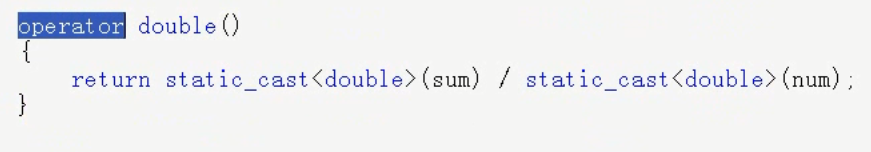 operator double()
{
    return static_cast<double>(sum) / static_cast<double>(num);
}